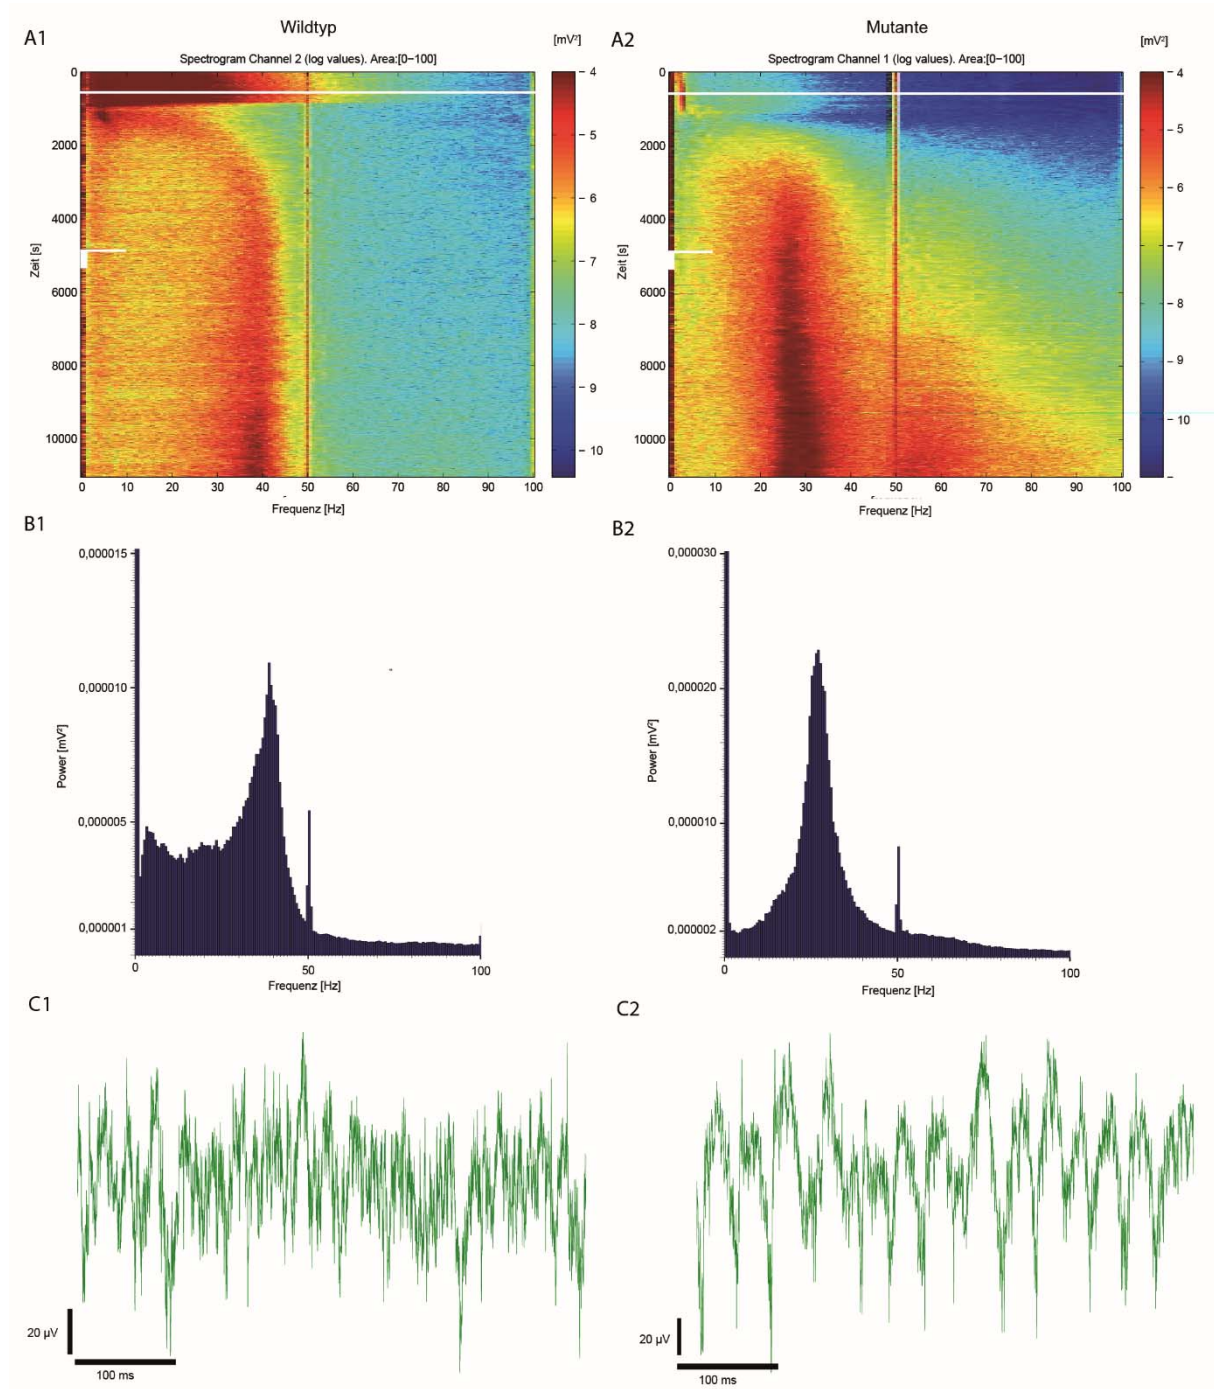 Wildtyp
A1
[mV²]
Spectrogram Channel 2 (log values). Area:[0−100]
0
2000
4000
6000
8000
10000
Zeit [s]
0 10 20 30 40 50 60 70 80 90 100
Frequenz [Hz]
4
5
6
7
8
9
10
Mutante
A2
[mV²]
Spectrogram Channel 1 (log values). Area:[0−100]
0
2000
4000
6000
8000
10000
Zeit [s]
0 10 20 30 40 50 60 70 80 90 100
Frequenz [Hz]
- 4
- 5
- 6
- 7
- 8
- 9
- 10
B1
0,000015
0,000010
0,000005
0,000001
Power [mV²]
0 50 100
Frequenz [Hz]
B2
0,000030
0,000020
0,000010
0,000002
Power [mV²]
0 50 100
Frequenz [Hz]
C1
20 µV
100 ms
C2
20 µV
100 ms